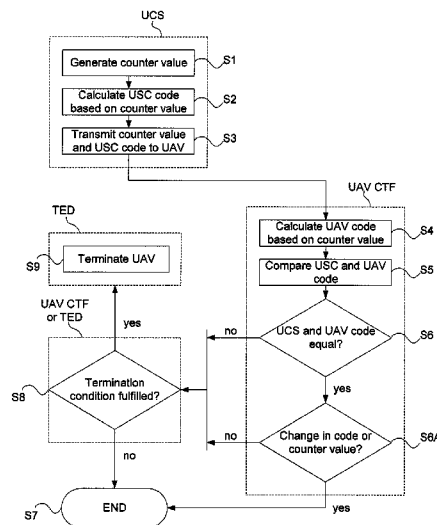 UCS
Generate counter value
S1
Calculate USC code
based on counter value
S2
Transmit counter value
and USC code to UAV
S3
UAV CTF
Calculate UAV code
based on counter value
S4
Compare USC and UAV
code
S5
TED
Terminate UAV
S9
UAV CTF
or TED
yes
no
UCS and UAV code
equal?
S6
yes
Termination
condition fulfilled?
S8
no
Change in code or
counter value?
S6A
no
yes
END
S7